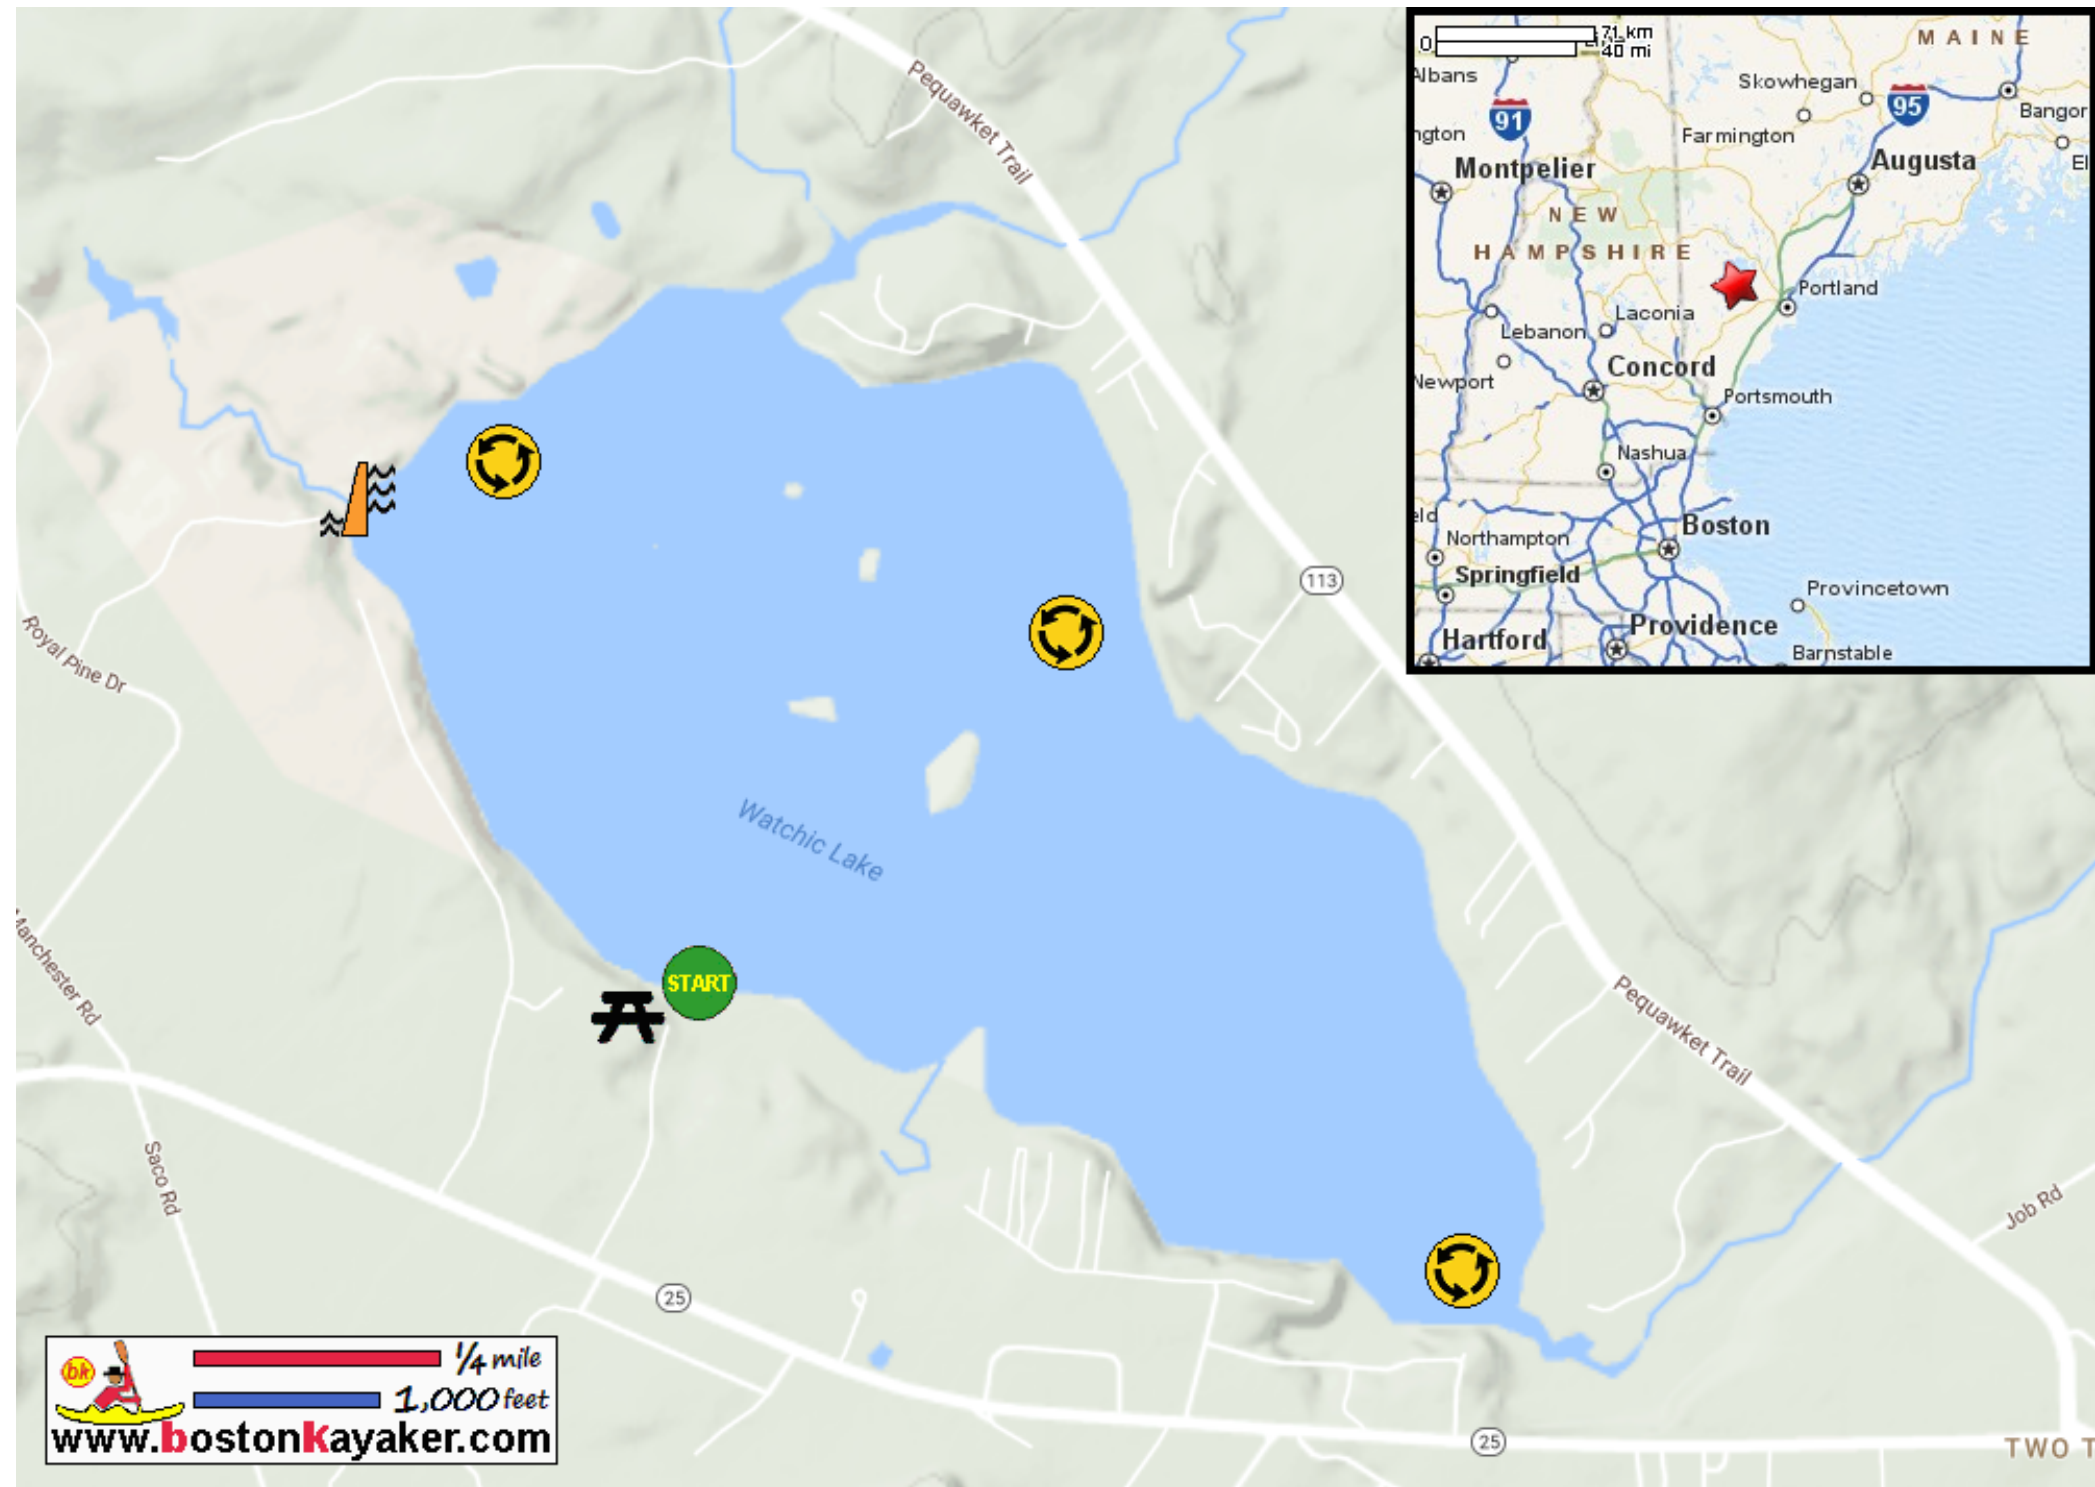 Pequawket Trail
113
Royal Pine Dr
Watchic Lake
START
Manchester Rd
Saco Rd
25
Pequawket Trail
Job Rd
25
TWO T
0
71 km
40 mi
MAINE
Albans
Skowhegan
91
95
Bangor
ngton
Farmington
El
Montpelier
Augusta
NEW
HAMPSHIRE
Portland
Laconia
Lebanon
Concord
Newport
Portsmouth
Nashua
eld
Boston
Northampton
Springfield
Provincetown
Providence
Hartford
Barnstable
bk
1/4 mile
1,000 feet
www.bostonkayaker.com